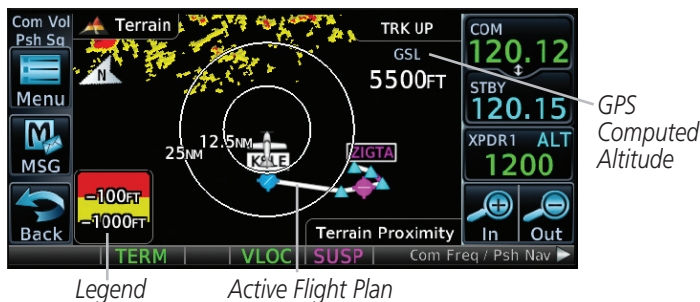 Com Vol
Psh Sq
Terrain
TRK UP
COM
120.12
GSL
5500FT
N
Menu
STBY
120.15
GPS
Computed
Altitude
MSG
12.5NM
25NM
ZIGTA
XPDR1 ALT
1200
-100FT
-1000FT
Back
Terrain Proximity
In
Out
TERM
VLOC
SUSP
Com Freq / Psh Nav
Legend
Active Flight Plan